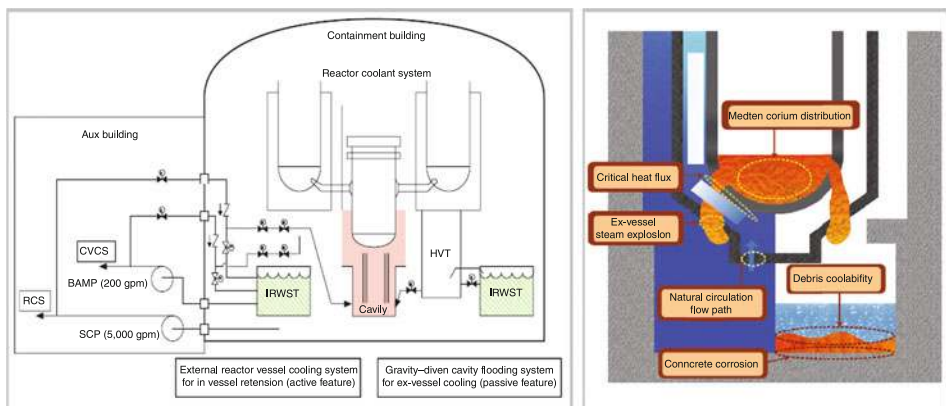 Containment building
Reactor coolant system
Aux building
CVCS
BAMP (200 gpm)
RCS
SCP (5,000 gpm)
IRWST
Cavily
HVT
IRWST
External reactor vessel cooling system
for in vessel retension (active feature)
Gravity–diven cavity flooding system
for ex-vessel cooling (passive feature)
Medten corium distribution
Critical heat flux
Ex-vessel
steam exploslon
Natural circulation
flow path
Debris coolability
Conncrete corrosion